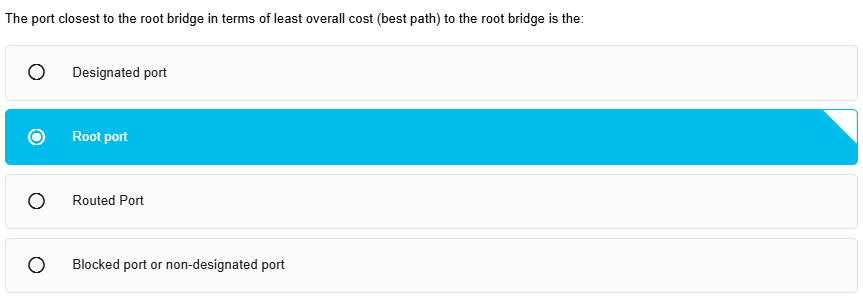 The port closest to the root bridge in terms of least overall cost (best path) to the root bridge is the:
Designated port
Root port
Routed Port
Blocked port or non-designated port